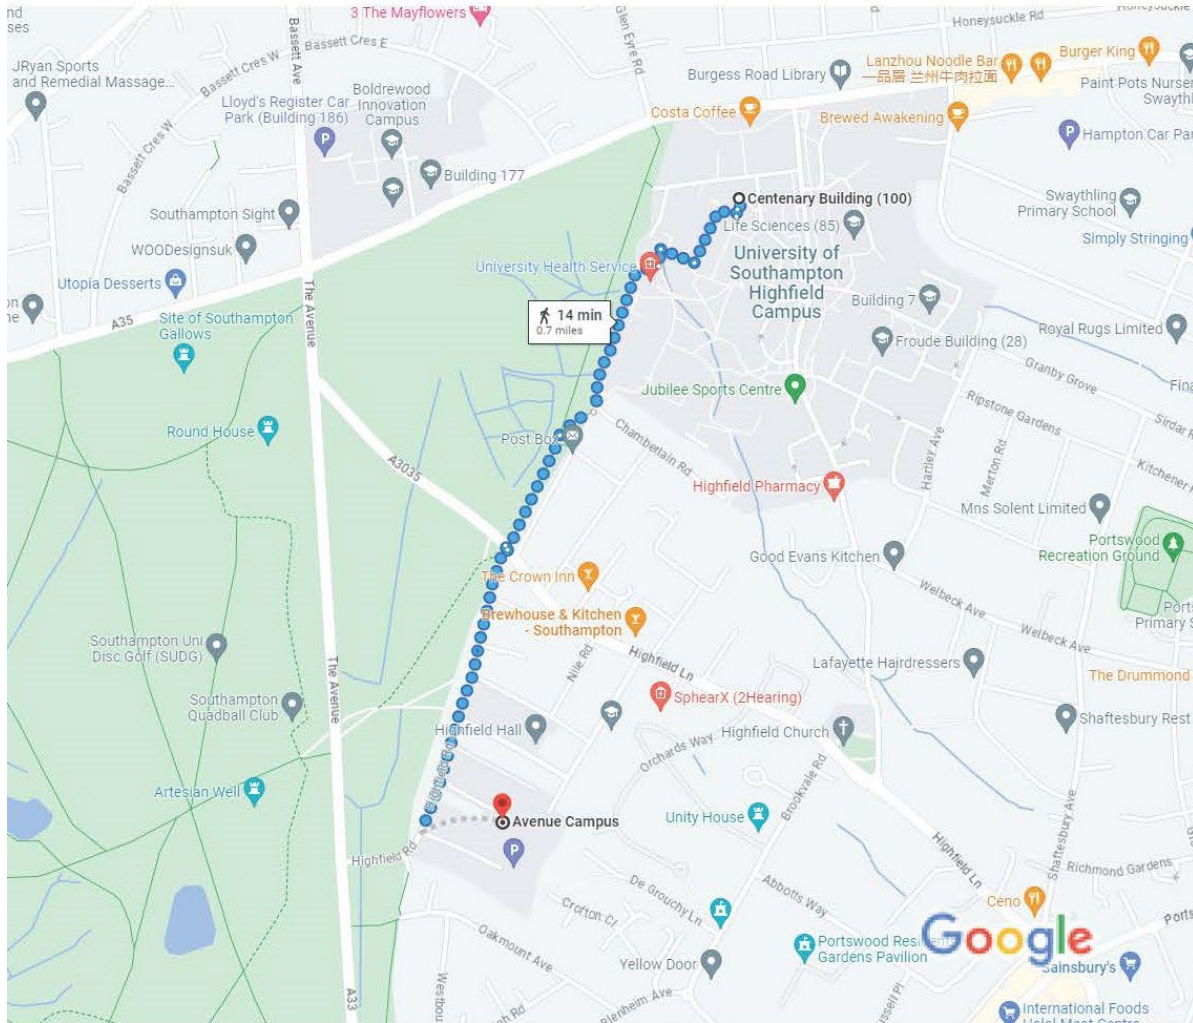 3 The Mayflowers
Honeysuckle Rd
Bassett Ave
Bassett Cres W
Bassett Cres E
Glen Eyre Rd
JRyan Sports
and Remedial Massage...
Boldrewood
Innovation
Campus
Lloyd's Register Car
Park (Building 186)
Burgess Road Library
Lanzhou Noodle Bar
一品居 兰州牛肉拉面
Burger King
Costa Coffee
Brewed Awakening
Hampton Car
Bassett Cres W
Building 177
Southampton Sight
WOODesignsuk
Utopia Desserts
A35
The Avenue
Site of Southampton
Gallows
Centenary Building (100)
Life Sciences (85)
University of
Southampton
Highfield
Campus
University Health Service
Swaythling
Primary School
Simply Stringing
14 min
0.7 miles
Building 7
Froude Building (28)
Royal Rugs Limited
Granby Grove
Jubilee Sports Centre
Ripstone Gardens
Round House
Post Box
Chamberlain Rd
A3035
Hartley Ave
Merton Rd
Highfield Pharmacy
Mns Solent Limited
Portswood
Recreation Ground
Good Evans Kitchen
The Crown Inn
Brewhouse & Kitchen
- Southampton
Welbeck Ave
Welbeck Ave
Southampton Uni
Disc Golf (SUDG)
The Avenue
Nile Rd
Highfield Ln
Lafayette Hairdressers
The Drummond
Southampton
Quadball Club
SphearX (2Hearing)
Highfield Hall
Orchards Way
Highfield Church
Shaftesbury Rest
Artesian Well
Highfield Rd
Avenue Campus
Unity House
Brookvale Rd
Shaftesbury Ave
Highfield Ln
Richmond Gardens
De Grouchy Ln
Abbotts Way
Crofton Cl
Ceno
Oakmount Ave
Portswood
Gardens Pavilion
Google
Yellow Door
Sainsbury's
A33
Blenheim Ave
International Foods